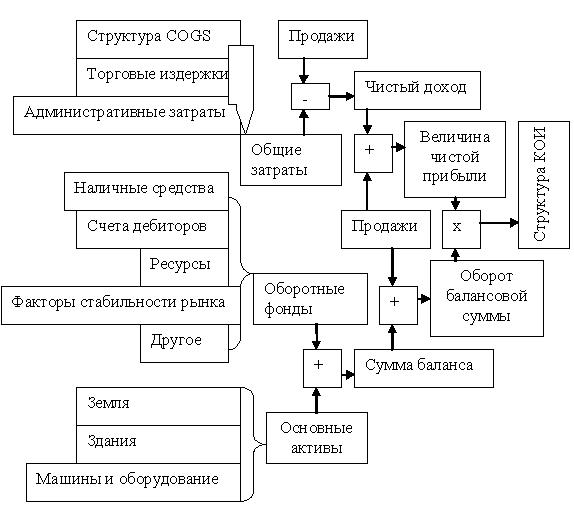 Структура COGS
Торговые издержки
Административные затраты
Продажи
-
Чистый доход
Общие
затраты
+
Величина
чистой
прибыли
Структура КОИ
Наличные средства
Счета дебиторов
Ресурсы
Факторы стабильности рынка
Другое
Продажи
x
Оборотные
фонды
+
Оборот
балансовой
суммы
+
Сумма баланса
Земля
Здания
Машины и оборудование
Основные
активы